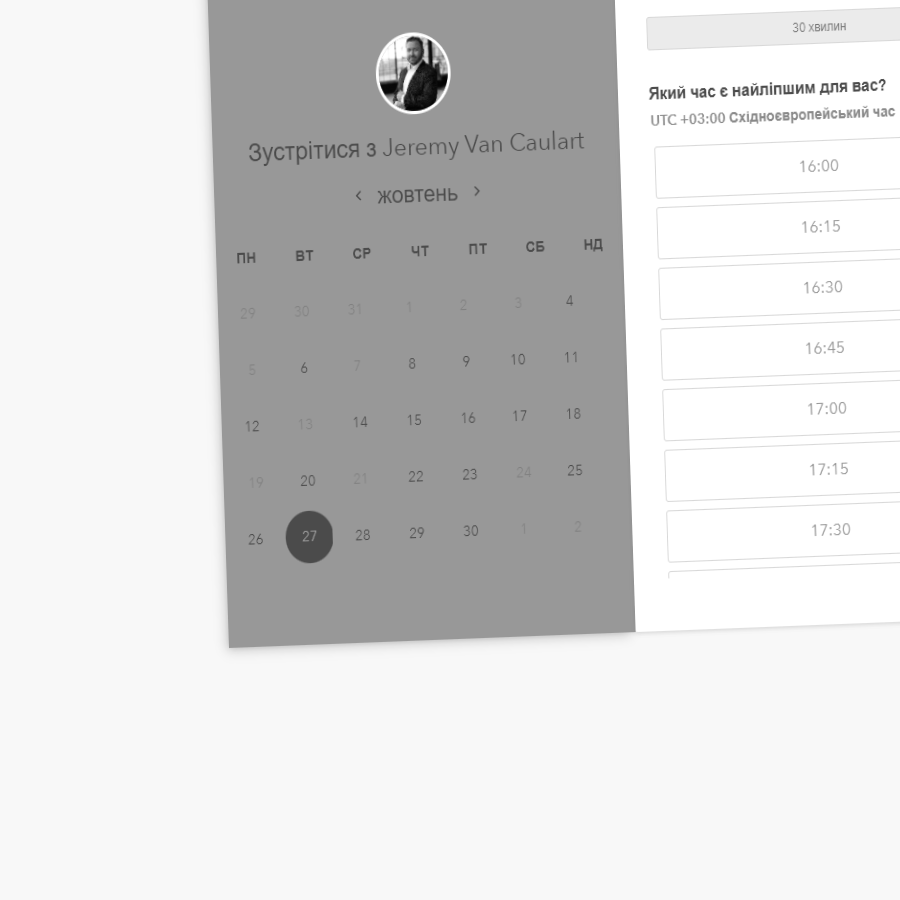 Зустрітися з Jeremy Van Caulart
‹ жовтень ›
ПН ВТ СР ЧТ ПТ СБ НД
29 30 31 1 2 3 4
5 6 7 8 9 10 11
12 13 14 15 16 17 18
19 20 21 22 23 24 25
26 27 28 29 30 1 2
30 хвилин
Який час є найліпшим для вас?
UTC +03:00 Східноєвропейський час
16:00
16:15
16:30
16:45
17:00
17:15
17:30